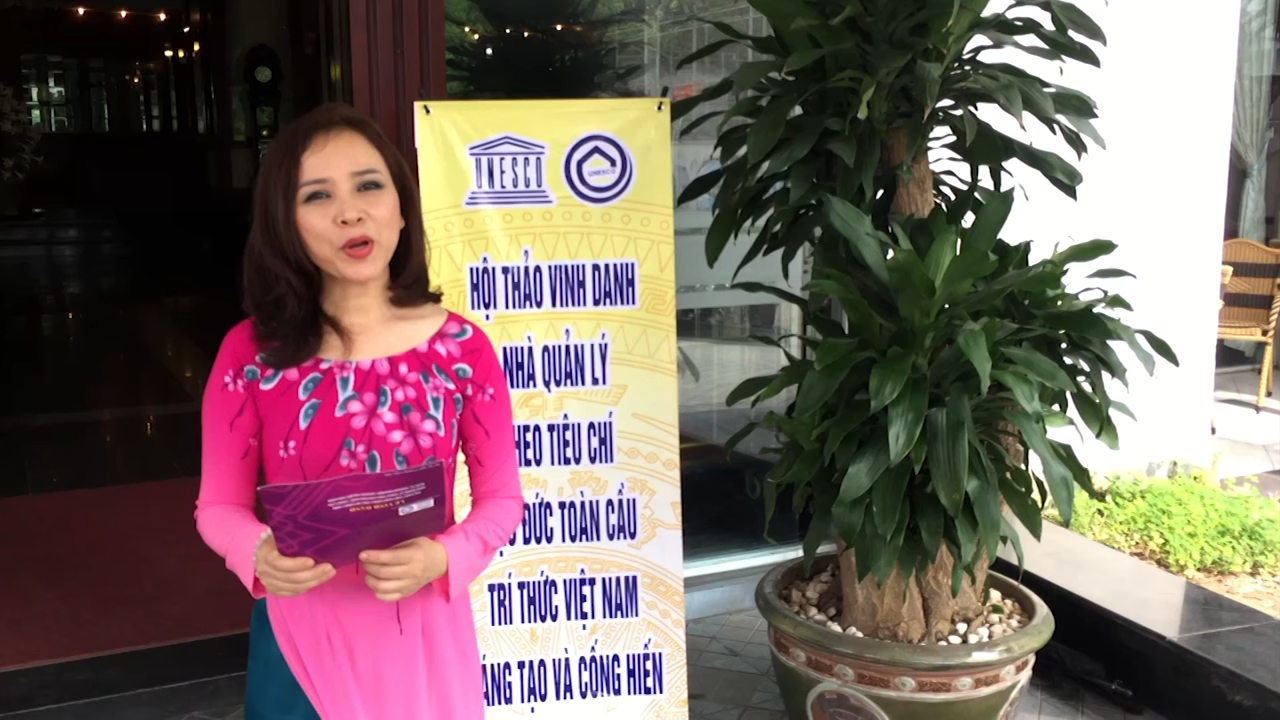 UNESCO
UNESCO
HỘI THẢO VINH DANH
NHÀ QUẢN LÝ
HEO TIÊU CHÍ
ĐỨC TOÀN CẦU
TRÍ THỨC VIỆT NAM
ÁNG TẠO VÀ CỐNG HIẾN